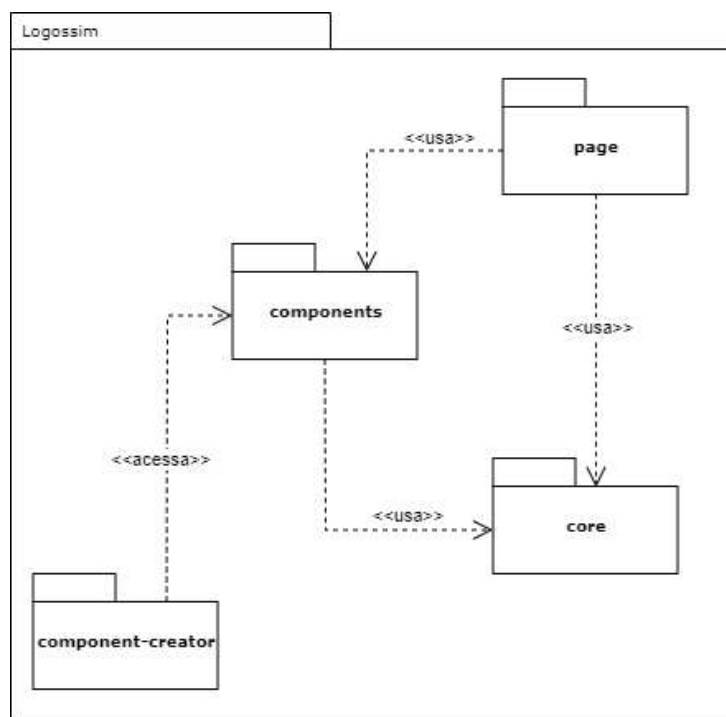 Logossim
page
<<usa>>
components
<<usa>>
<<acessa>>
<<usa>>
core
component-creator